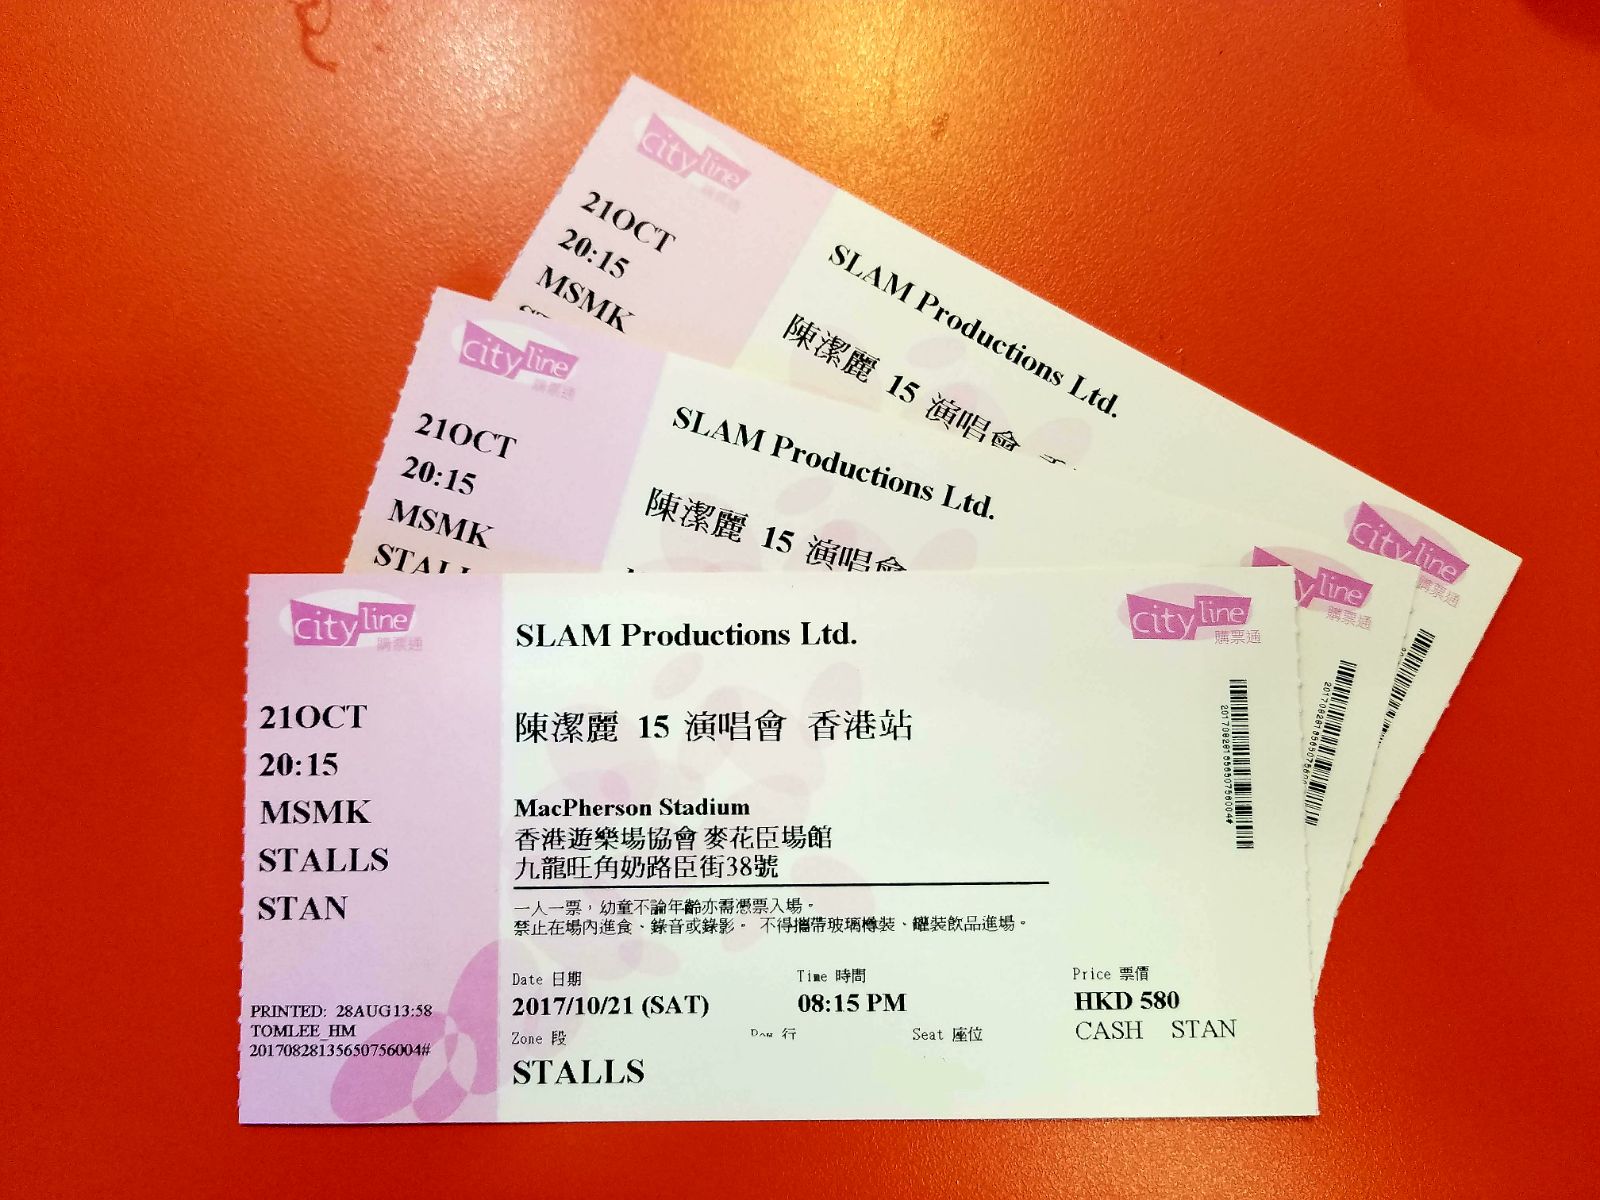 cityline
購票通
21OCT
20:15
MSMK
SLAM Productions Ltd.
陳潔麗 15 演唱會
cityline
購票通
cityline
購票通
21OCT
20:15
MSMK
STALL
SLAM Productions Ltd.
陳潔麗 15 演唱會
line
購票通
cityline
購票通
21OCT
20:15
MSMK
STALLS
STAN
PRINTED: 28AUG13:58
TOMLEE_HM
20170828135650756004#
SLAM Productions Ltd.
陳潔麗 15 演唱會 香港站
MacPherson Stadium
香港遊樂場協會 麥花臣場館
九龍旺角奶路臣街38號
一人一票，幼童不論年齡亦需憑票入場。
禁止在場內進食、錄音或錄影。 不得攜帶玻璃樽裝、罐裝飲品進場。
Date 日期
2017/10/21 (SAT)
Time 時間
08:15 PM
Price 票價
HKD 580
CASH STAN
Zone 段
STALLS
行
Seat 座位
cityline
購票通
20170828135650756004#